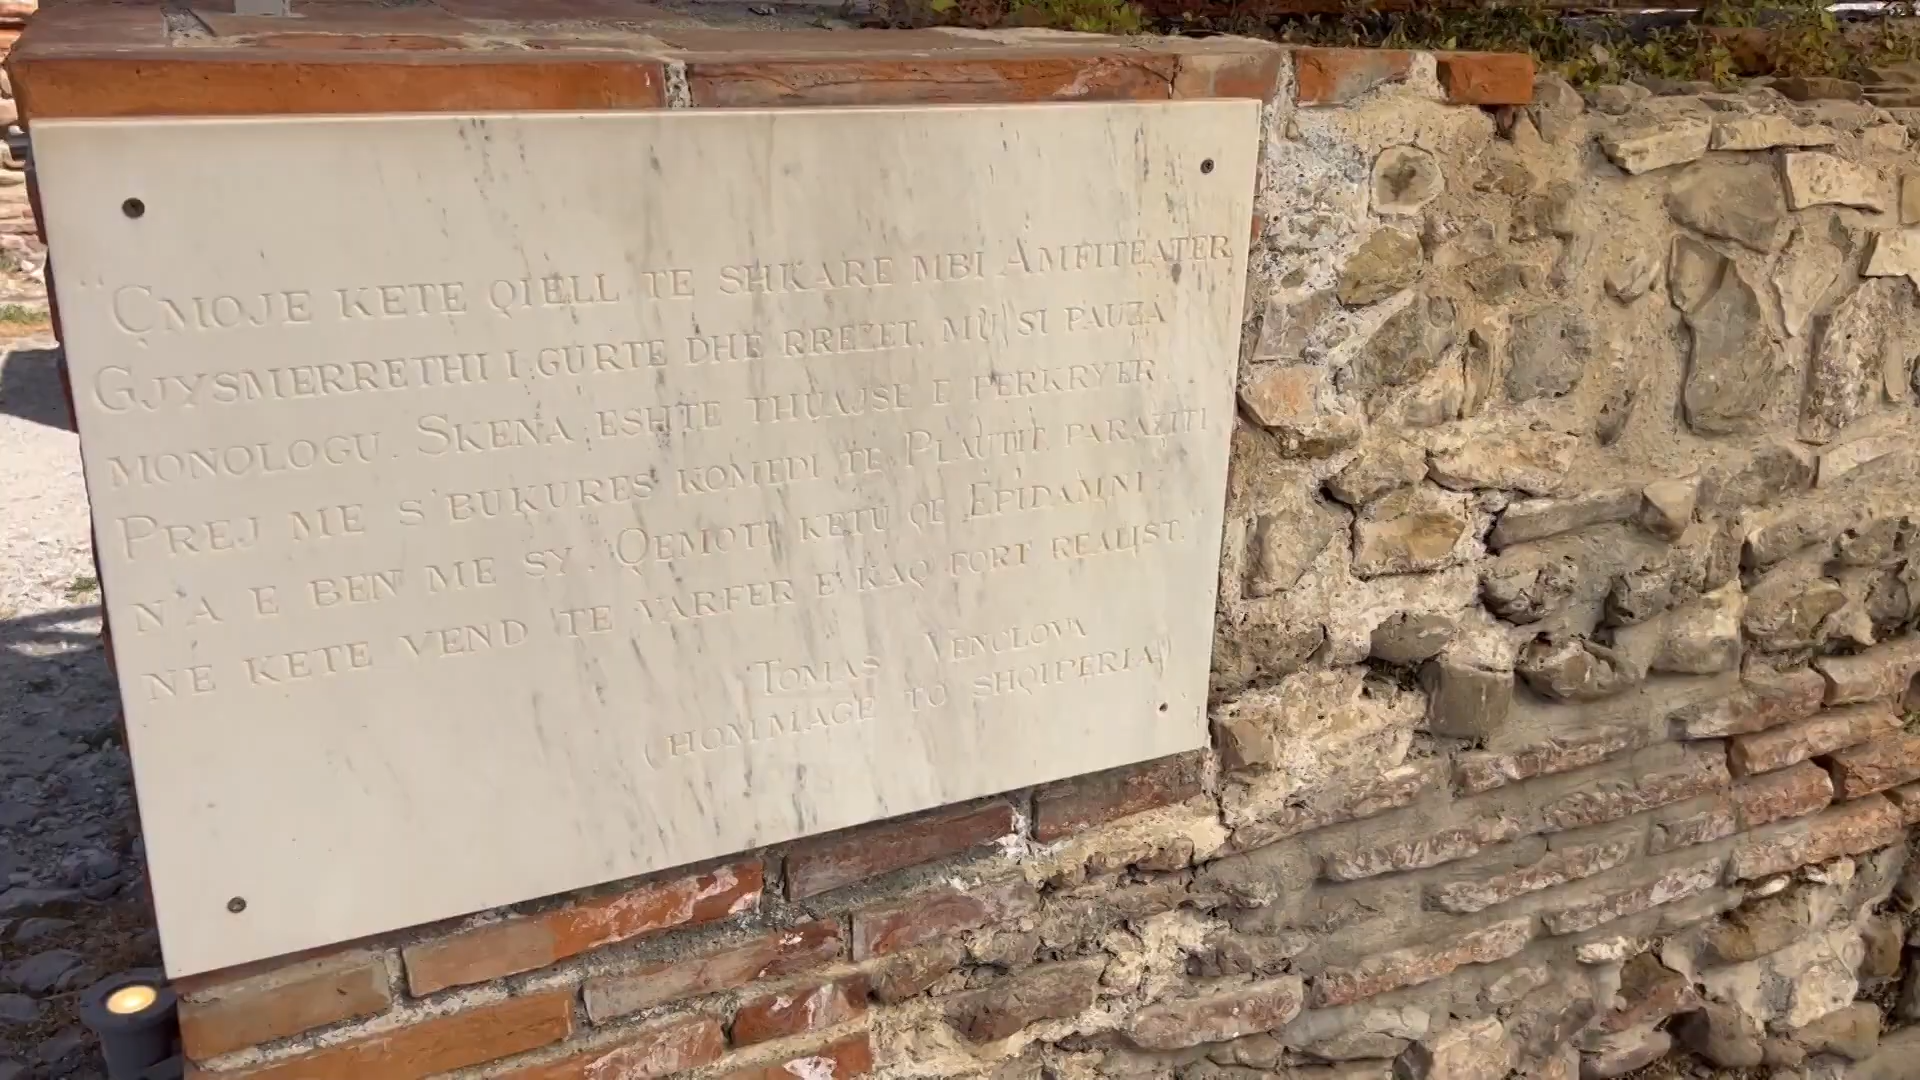 "ÇMOJE KETE QIELL TE SHKARE MBI AMFITEATER
GJYSMERRETHI I GURTE DHE RREZET, MU SI PAUZA
MONOLOGU. SKENA ESHTE THUAJSE E PERKRYER.
PREJ ME S'BUKURES KOMEDI TE PLAUTIT, PARAZITI
N'A E BEN ME SY. QEMOTI KETU QE EPIDAMNI
NE KETE VEND TE VARFER E KAQ FORT REALIST."
TOMAS VENCLOVA
(HOMMAGE TO SHQIPERIA)